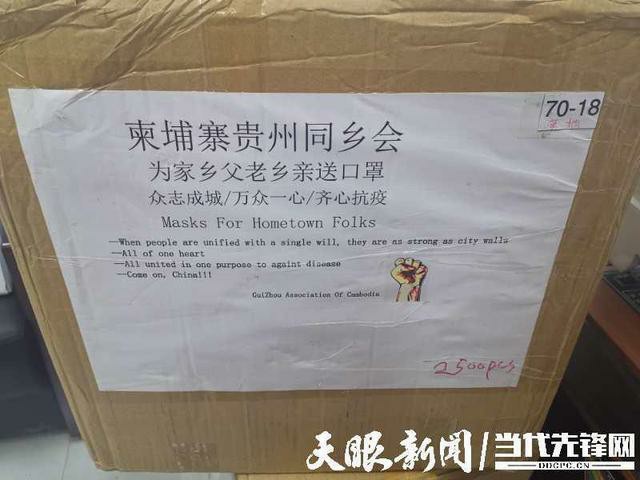 70-18
柬埔寨贵州同乡会
为家乡父老乡亲送口罩
众志成城/万众一心/齐心抗疫
Masks For Hometown Folks
—When people are unified with a single will, they are as strong as city walls
—All of one heart
—All united in one purpose to againt disease
—Come on, China!!!
GuiZhou Association Of Cambodia
2500pcs
天眼新闻/当代先锋网
DDCPC.CN